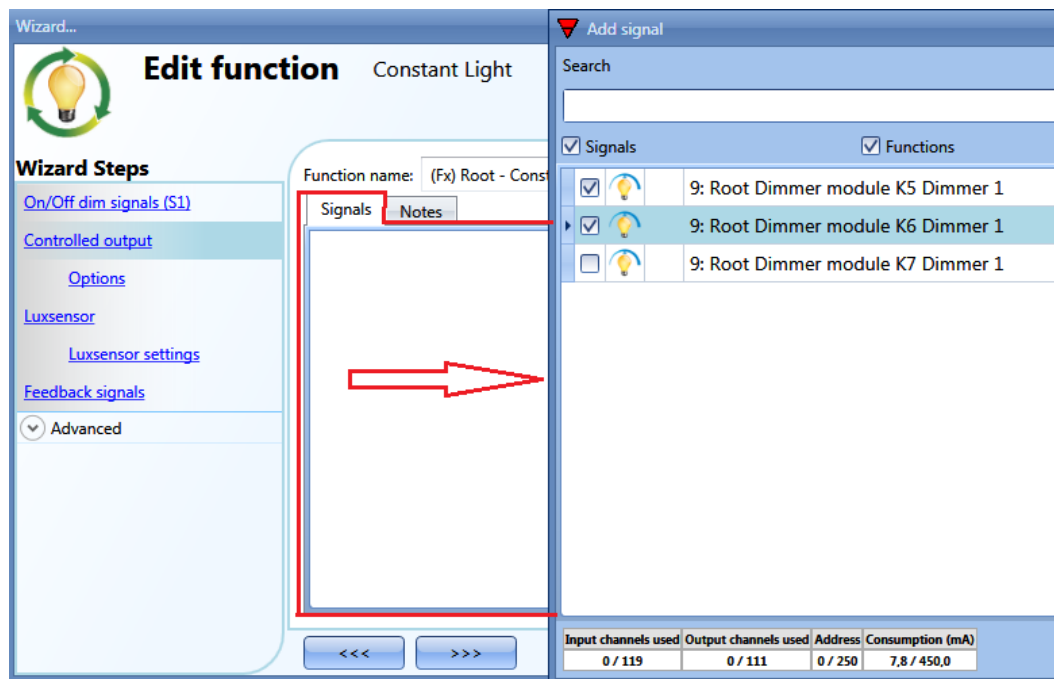 Wizard...
Edit function Constant Light
Wizard Steps
On/Off dim signals (S1)
Controlled output
Options
Luxsensor
Luxsensor settings
Feedback signals
Advanced
Function name: (Fx) Root - Const
Signals Notes
<<< >>>
Add signal
Search
Signals Functions
9: Root Dimmer module K5 Dimmer 1
9: Root Dimmer module K6 Dimmer 1
9: Root Dimmer module K7 Dimmer 1
Input channels used Output channels used Address Consumption (mA)
0 / 119 0 / 111 0 / 250 7,8 / 450,0